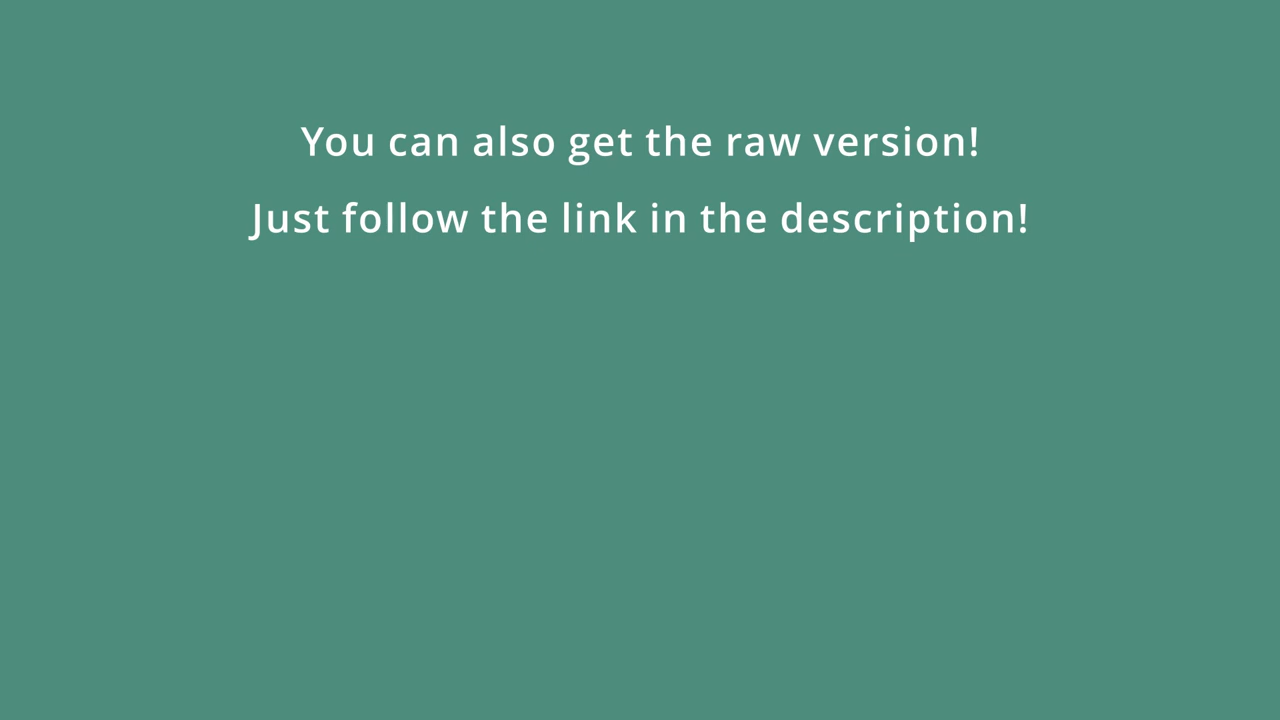 You can also get the raw version!
Just follow the link in the description!